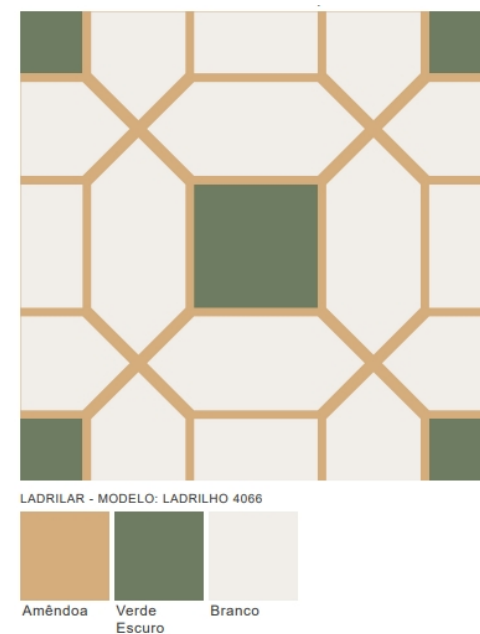 LADRILAR - MODELO: LADRILHO 4066
Amêndoa
Verde
Escuro
Branco